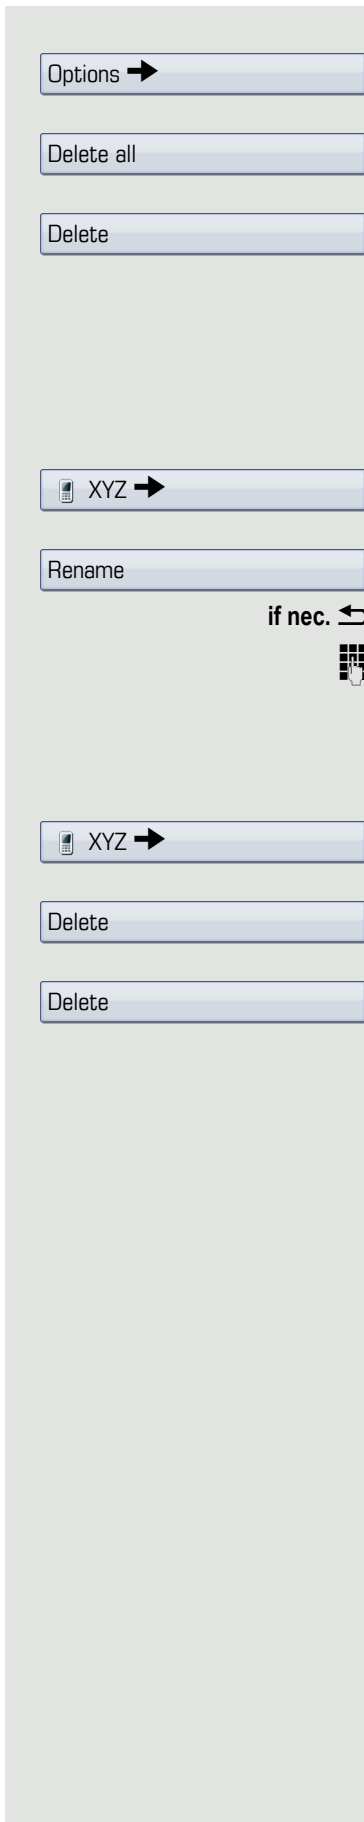 Options ➔
Delete all
Delete
XYZ ➔
Rename
if nec.
XYZ ➔
Delete
Delete